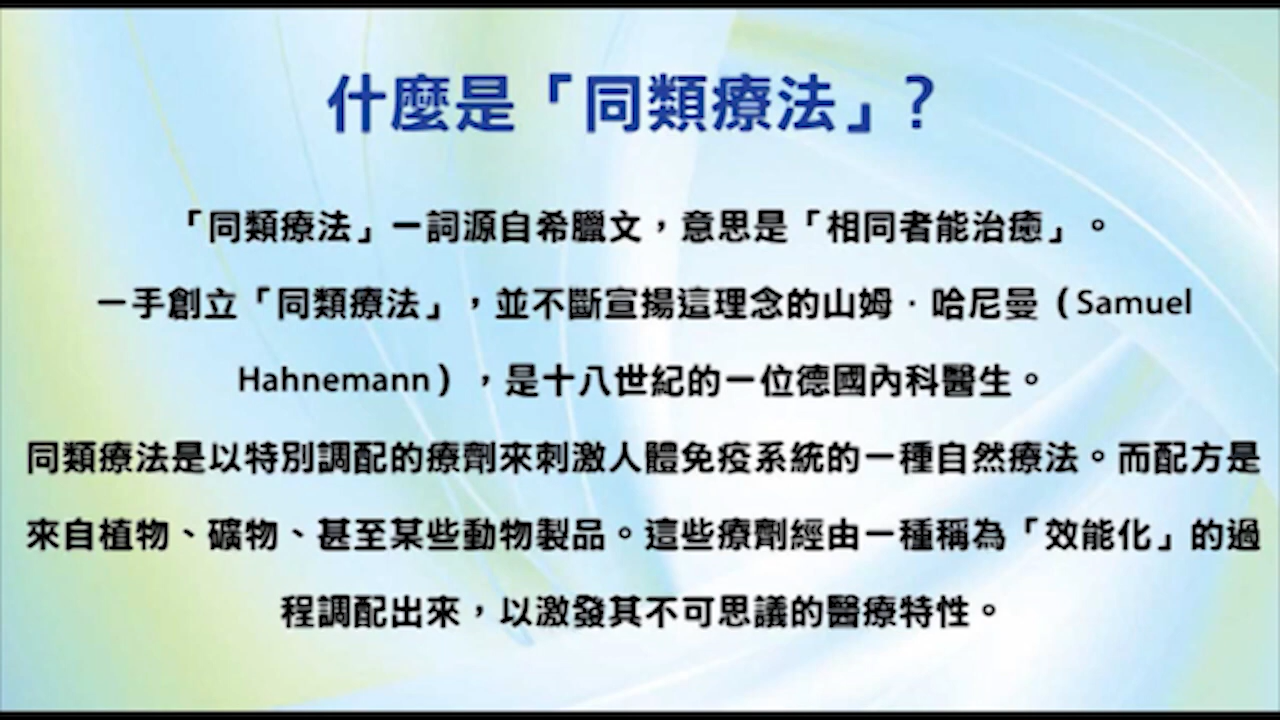 什麼是「同類療法」?
「同類療法」一詞源自希臘文，意思是「相同者能治癒」。
一手創立「同類療法」，並不斷宣揚這理念的山姆．哈尼曼（Samuel
Hahnemann），是十八世紀的一位德國內科醫生。
同類療法是以特別調配的療劑來刺激人體免疫系統的一種自然療法。而配方是
來自植物、礦物、甚至某些動物製品。這些療劑經由一種稱為「效能化」的過
程調配出來，以激發其不可思議的醫療特性。